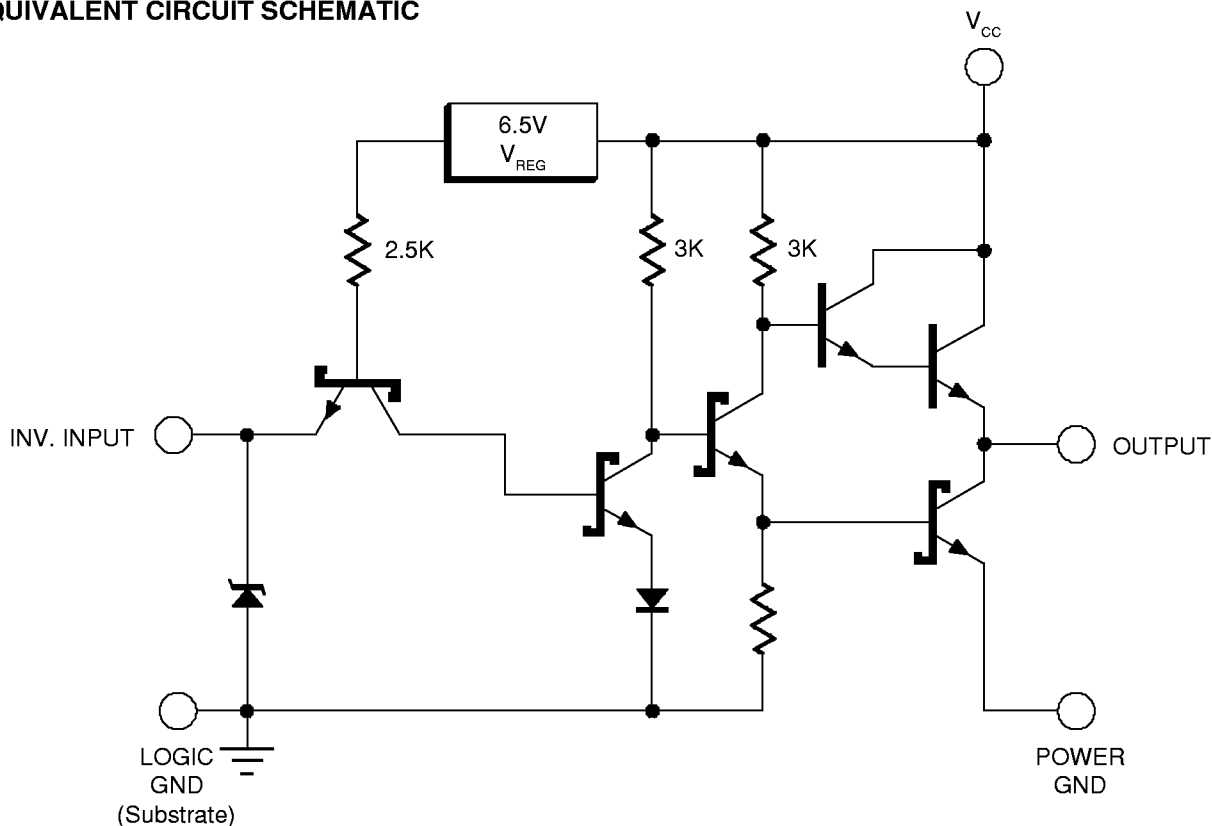 QUIVALENT CIRCUIT SCHEMATIC
VCC
6.5V
VREG
2.5K
3K
3K
INV. INPUT
OUTPUT
LOGIC
GND
(Substrate)
POWER
GND